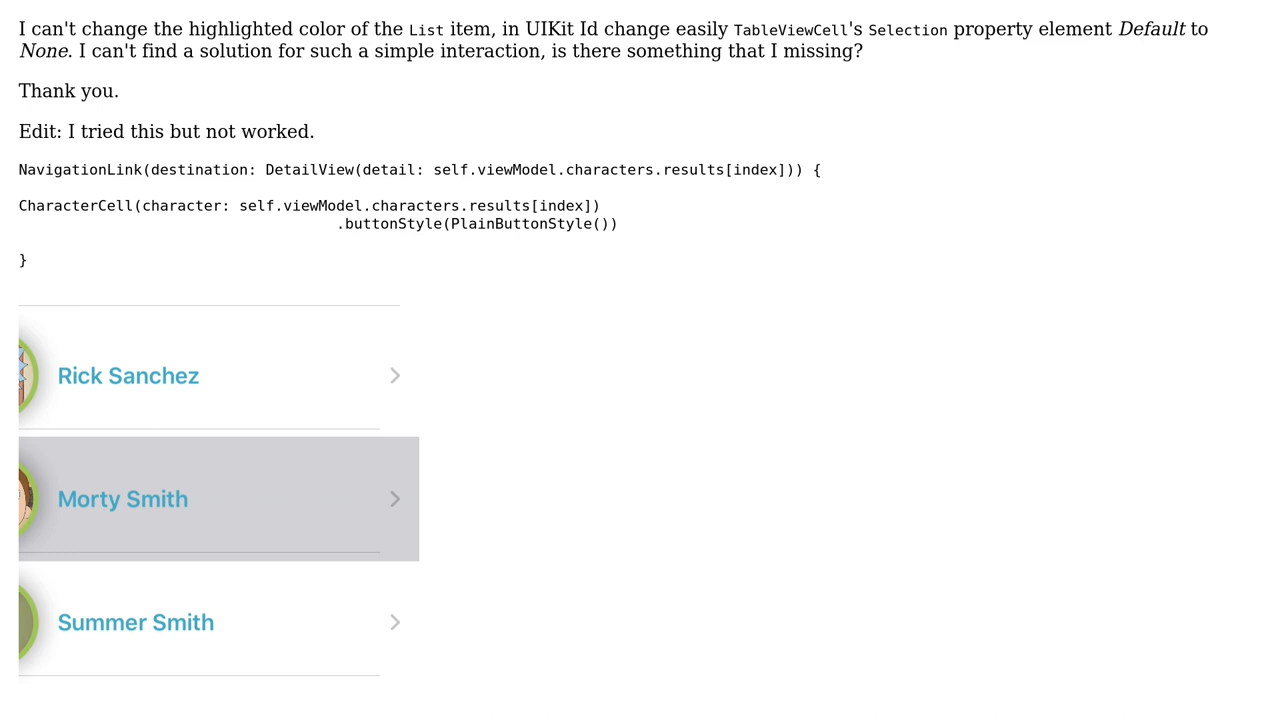 I can't change the highlighted color of the List item, in UIKit Id change easily TableViewCell's Selection property element Default to
None. I can't find a solution for such a simple interaction, is there something that I missing?
Thank you.
Edit: I tried this but not worked.
NavigationLink(destination: DetailView(detail: self.viewModel.characters.results[index])) {
CharacterCell(character: self.viewModel.characters.results[index])
.buttonStyle(PlainButtonStyle())
}
Rick Sanchez
Morty Smith
Summer Smith